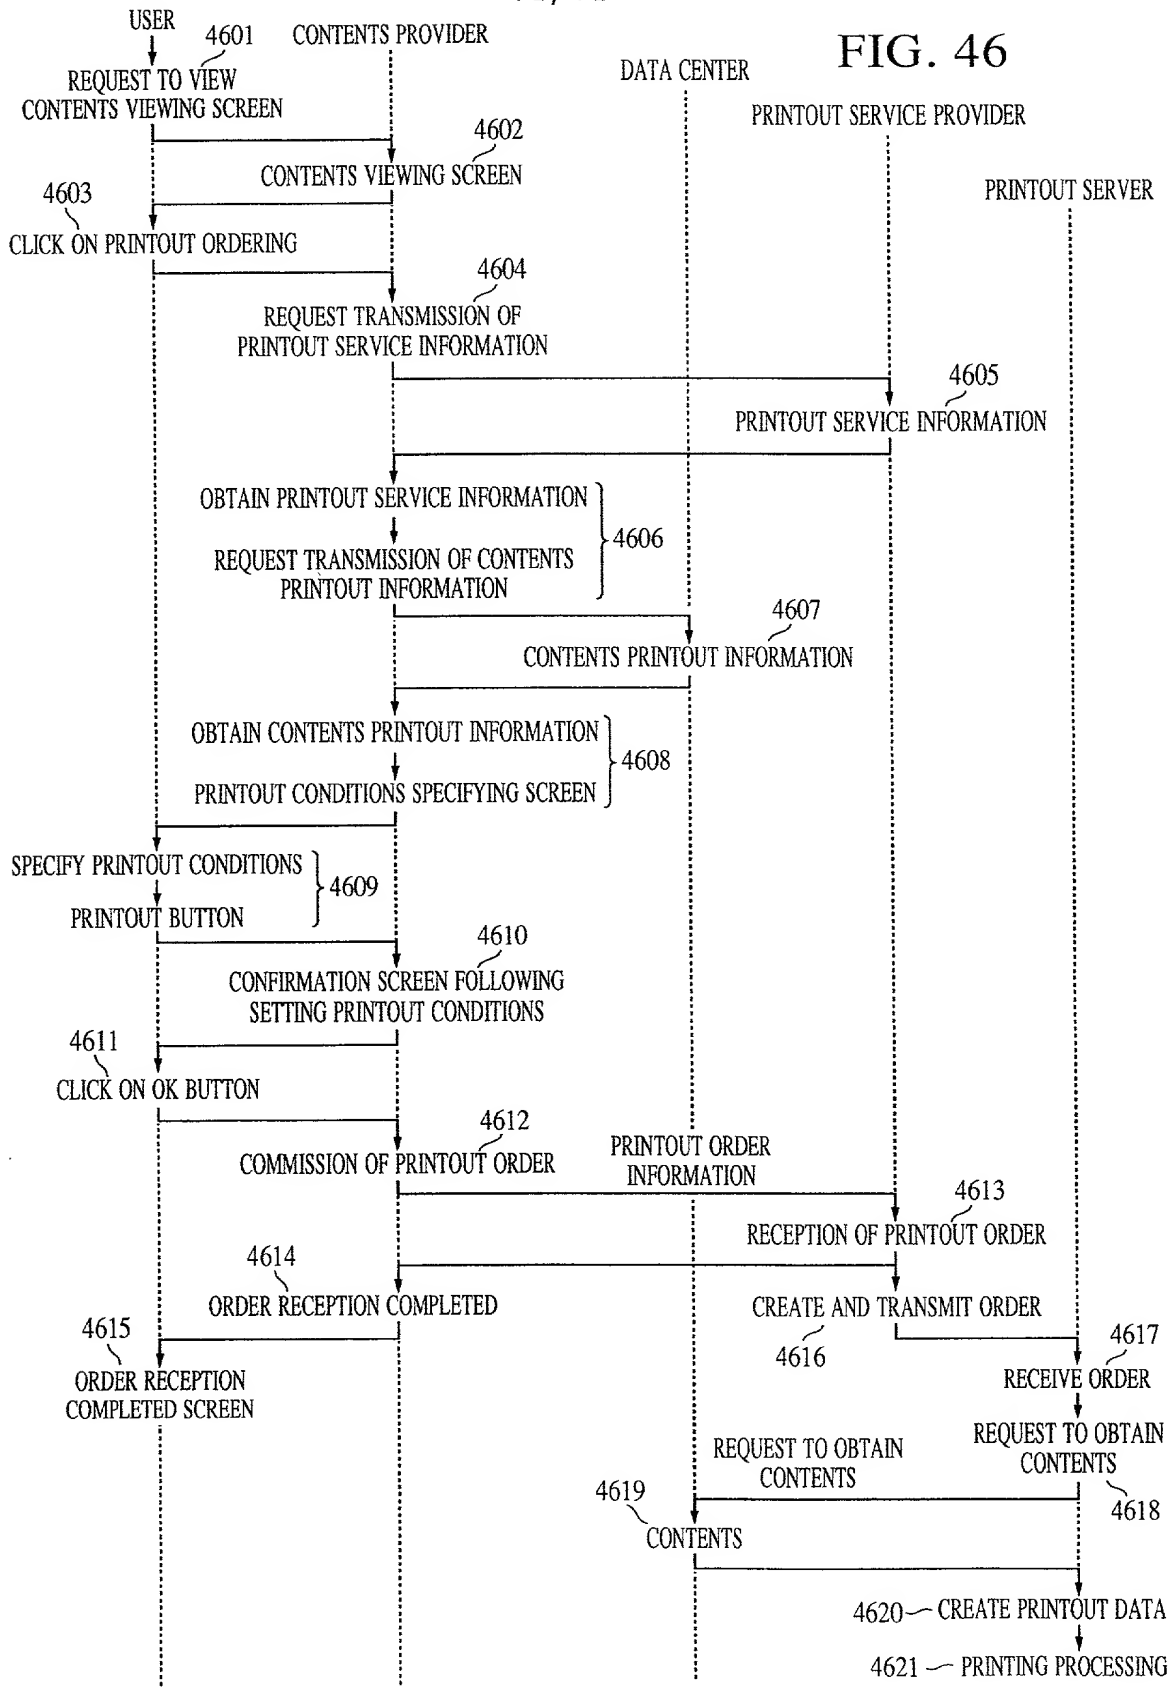 USER
4601
CONTENTS PROVIDER
FIG. 46
DATA CENTER
REQUEST TO VIEW
CONTENTS VIEWING SCREEN
PRINTOUT SERVICE PROVIDER
4602
CONTENTS VIEWING SCREEN
PRINTOUT SERVER
4603
CLICK ON PRINTOUT ORDERING
4604
REQUEST TRANSMISSION OF
PRINTOUT SERVICE INFORMATION
4605
PRINTOUT SERVICE INFORMATION
OBTAIN PRINTOUT SERVICE INFORMATION
4606
REQUEST TRANSMISSION OF CONTENTS
PRINTOUT INFORMATION
4607
CONTENTS PRINTOUT INFORMATION
OBTAIN CONTENTS PRINTOUT INFORMATION
4608
PRINTOUT CONDITIONS SPECIFYING SCREEN
SPECIFY PRINTOUT CONDITIONS
4609
PRINTOUT BUTTON
4610
CONFIRMATION SCREEN FOLLOWING
SETTING PRINTOUT CONDITIONS
4611
CLICK ON OK BUTTON
4612
COMMISSION OF PRINTOUT ORDER
PRINTOUT ORDER
INFORMATION
4613
RECEPTION OF PRINTOUT ORDER
4614
ORDER RECEPTION COMPLETED
CREATE AND TRANSMIT ORDER
4616
4615
ORDER RECEPTION
COMPLETED SCREEN
4617
RECEIVE ORDER
REQUEST TO OBTAIN
CONTENTS
REQUEST TO OBTAIN
CONTENTS
4618
4619
CONTENTS
4620
CREATE PRINTOUT DATA
4621
PRINTING PROCESSING